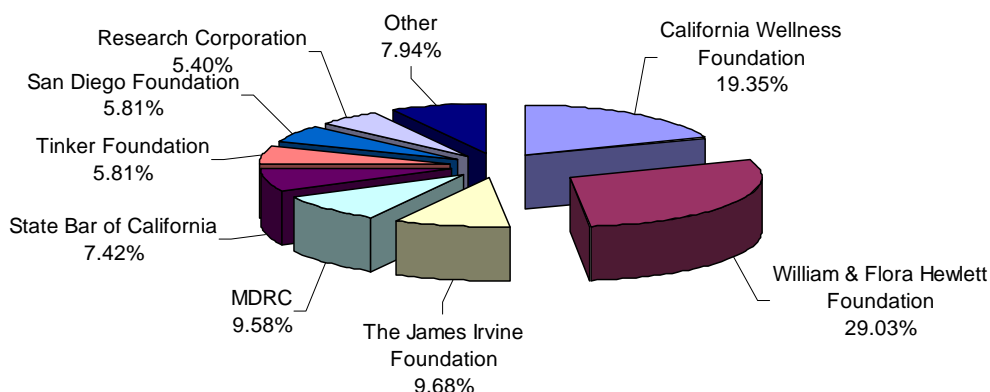 Other
7.94%
California Wellness
Foundation
19.35%
Research Corporation
5.40%
San Diego Foundation
5.81%
Tinker Foundation
5.81%
State Bar of California
7.42%
MDRC
9.58%
The James Irvine
Foundation
9.68%
William & Flora Hewlett
Foundation
29.03%